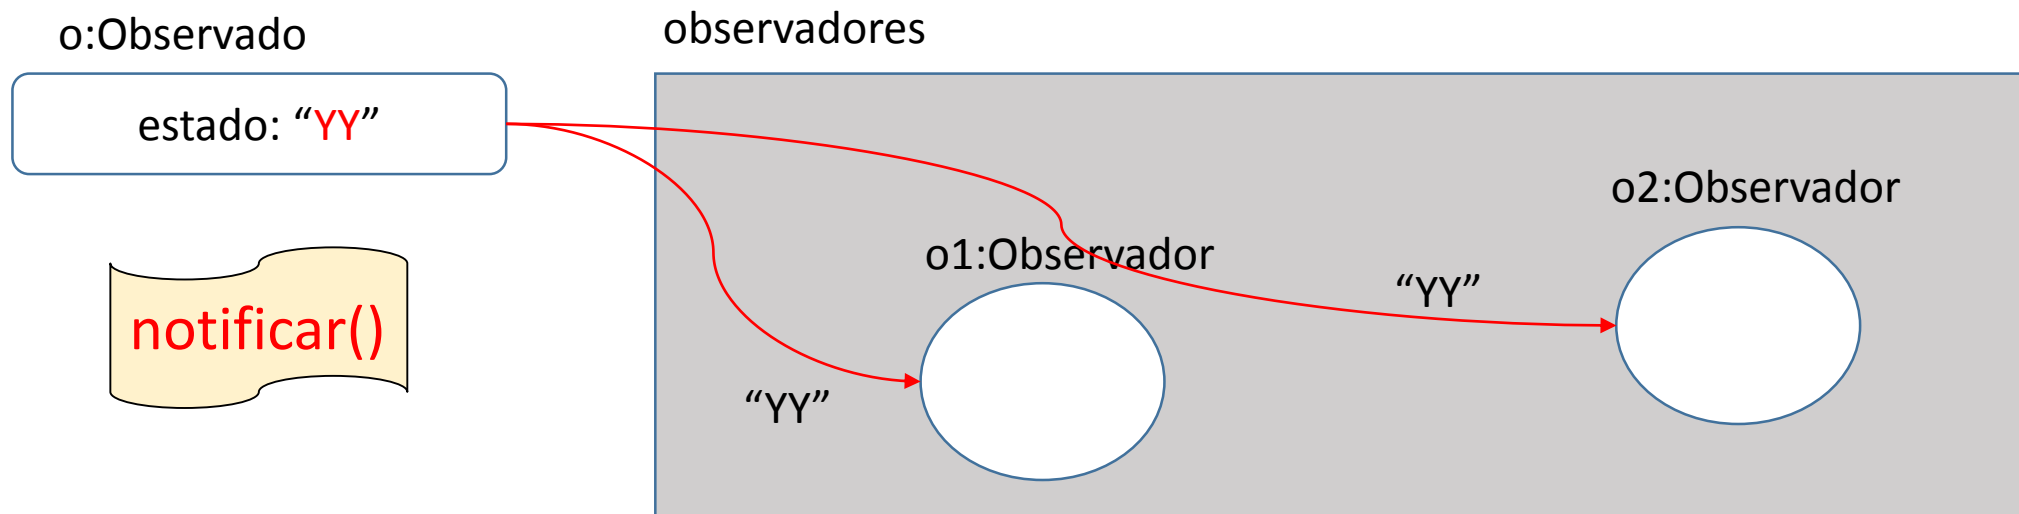 o:Observado
observadores
estado: “YY”
o2:Observador
o1:Observador
“YY”
notificar()
“YY”